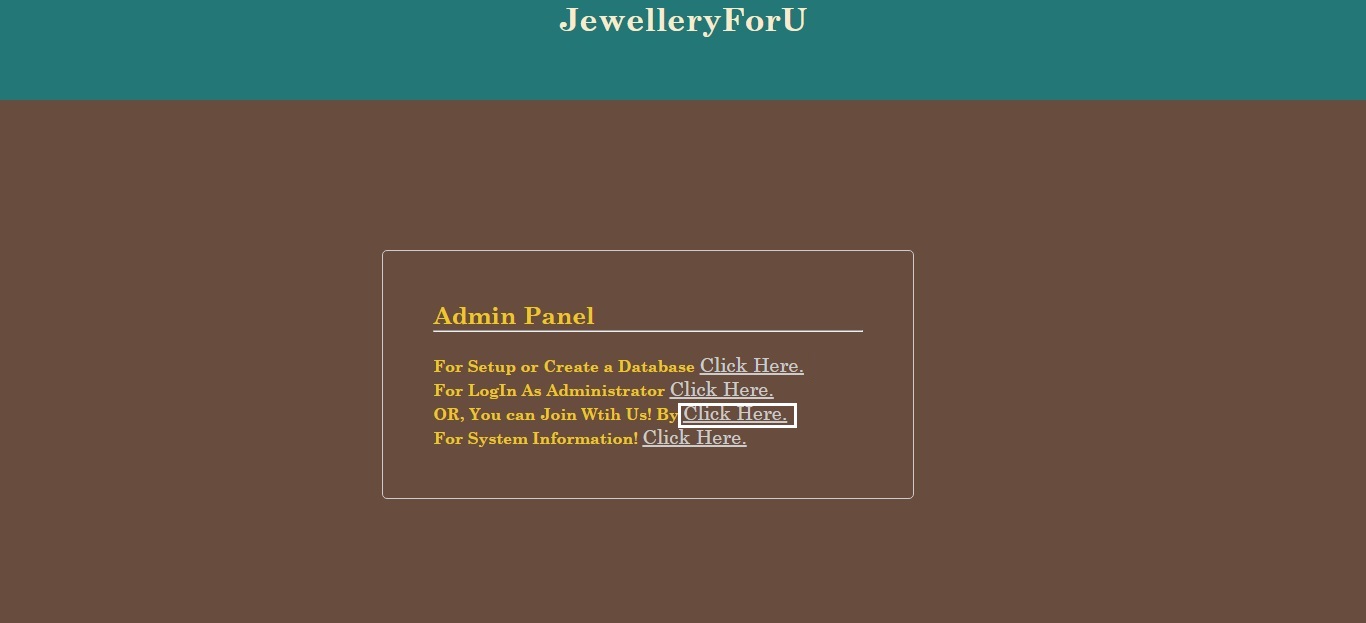 JewelleryForU
Admin Panel
For Setup or Create a Database Click Here.
For LogIn As Administrator Click Here.
OR, You can Join Wtih Us! By Click Here.
For System Information! Click Here.